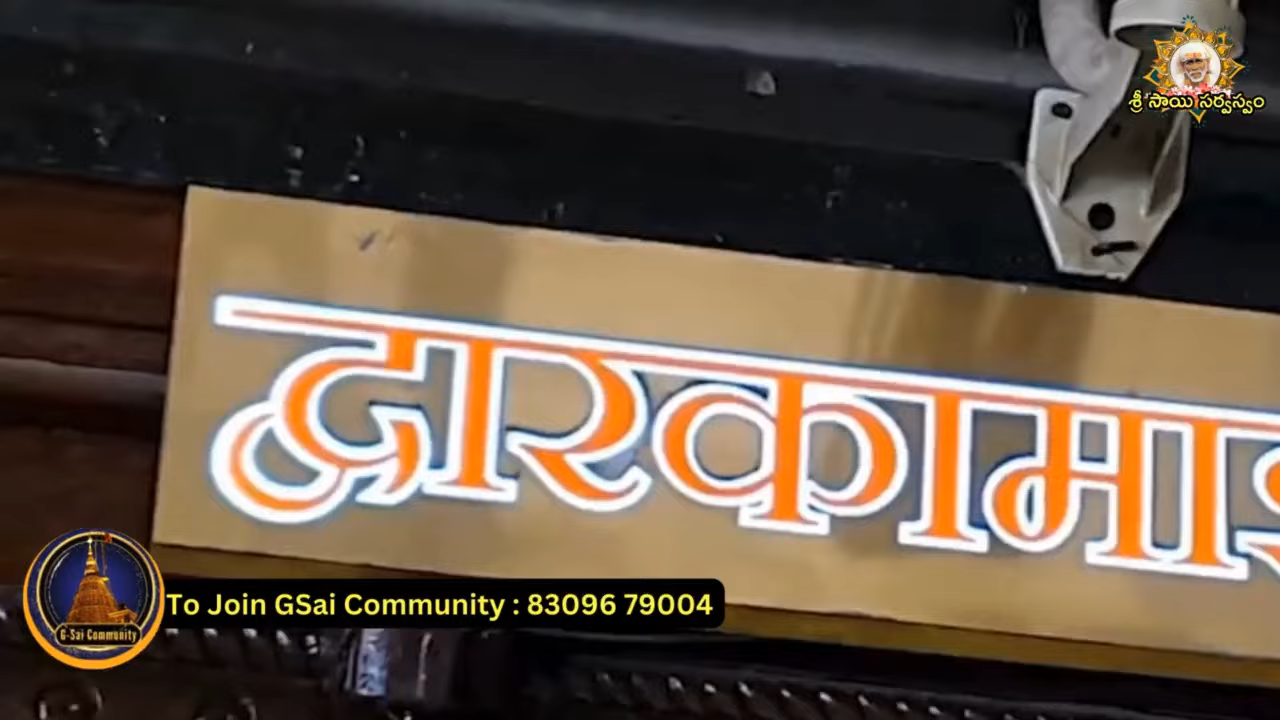 శ్రీ సాయి సర్వస్వం
द्वारकामा
G-Sai Community
To Join GSai Community : 83096 79004